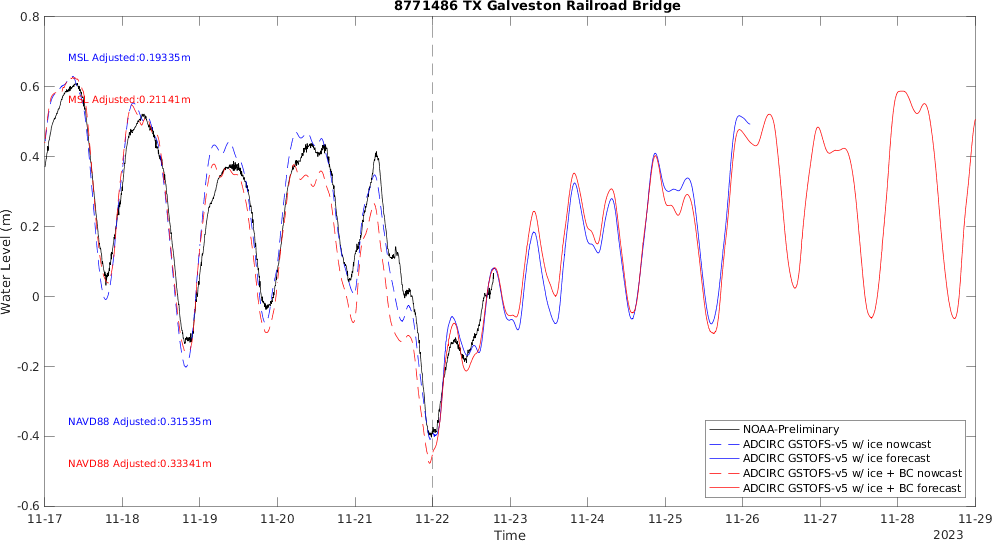 8771486 TX Galveston Railroad Bridge
0.8
0.6
0.4
0.2
0
-0.2
-0.4
-0.6
Water Level (m)
MSL Adjusted:0.19335m
MSL Adjusted:0.21141m
NAVD88 Adjusted:0.31535m
NAVD88 Adjusted:0.33341m
NOAA-Preliminary
ADCIRC GSTOFS-v5 w/ ice nowcast
ADCIRC GSTOFS-v5 w/ ice forecast
ADCIRC GSTOFS-v5 w/ ice + BC nowcast
ADCIRC GSTOFS-v5 w/ ice + BC forecast
11-17 11-18 11-19 11-20 11-21 11-22 11-23 11-24 11-25 11-26 11-27 11-28 11-29
Time
2023